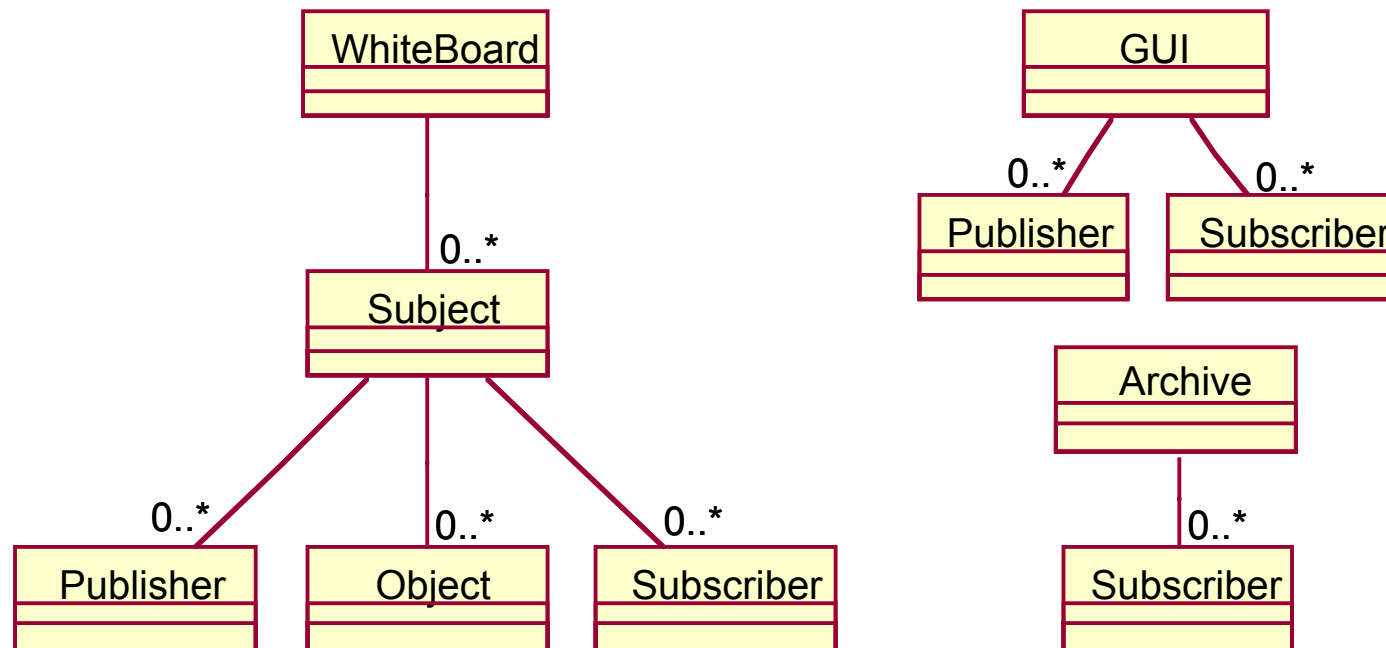 WhiteBoard
GUI
0..*
0..*
Publisher
Subscriber
0..*
Subject
Archive
0..*
0..*
0..*
0..*
Publisher
Object
Subscriber
Subscriber